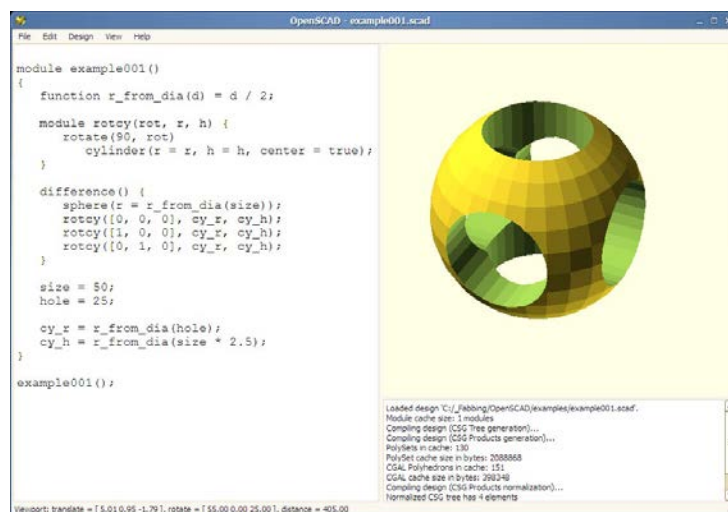 OpenSCAD - example001.scad
File Edit Design View Help
module example001()
{
function r_from_dia(d) = d / 2;
module rotcy(rot, r, h) {
rotate(90, rot)
cylinder(r = r, h = h, center = true);
}
difference() {
sphere(r = r_from_dia(size));
rotcy([0, 0, 0], cy_r, cy_h);
rotcy([1, 0, 0], cy_r, cy_h);
rotcy([0, 1, 0], cy_r, cy_h);
}
size = 50;
hole = 25;
cy_r = r_from_dia(hole);
cy_h = r_from_dia(size * 2.5);
}
example001();
Loaded design 'C:/_Fabbing/OpenSCAD/examples/example001.scad'.
Module cache size: 1 modules
Compiling design (CSG Tree generation)...
Compiling design (CSG Products generation)...
PolySets in cache: 130
PolySet cache size in bytes: 2088868
CGAL Polyhedrons in cache: 151
CGAL cache size in bytes: 398348
Compiling design (CSG Products normalization)...
Normalized CSG tree has 4 elements
Viewport: translate = [ 5.01 0.95 -1.79 ], rotate = [ 55.00 0.00 25.00 ], distance = 405.00